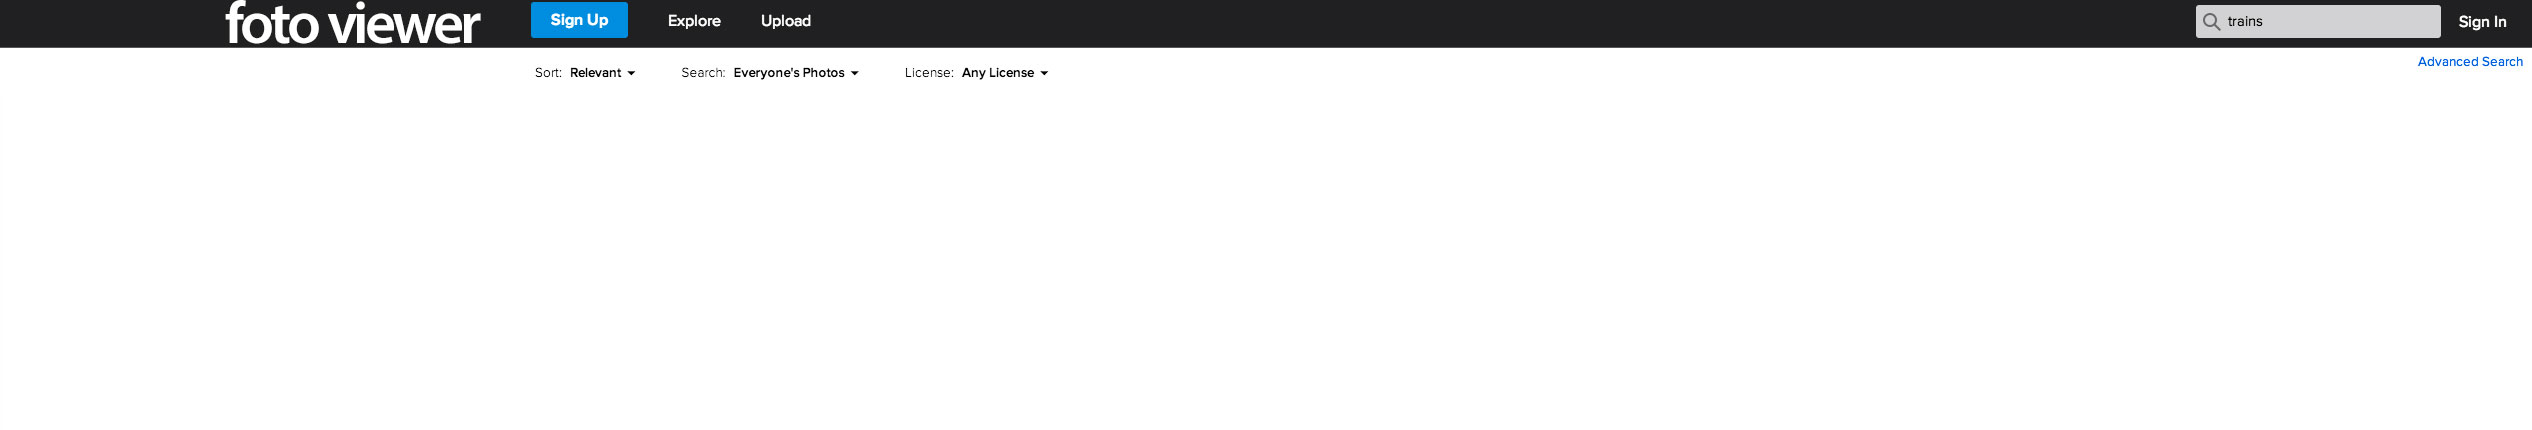 foto viewer Sign Up Explore Upload trains Sign In
Sort: Relevant Search: Everyone's Photos License: Any License Advanced Search